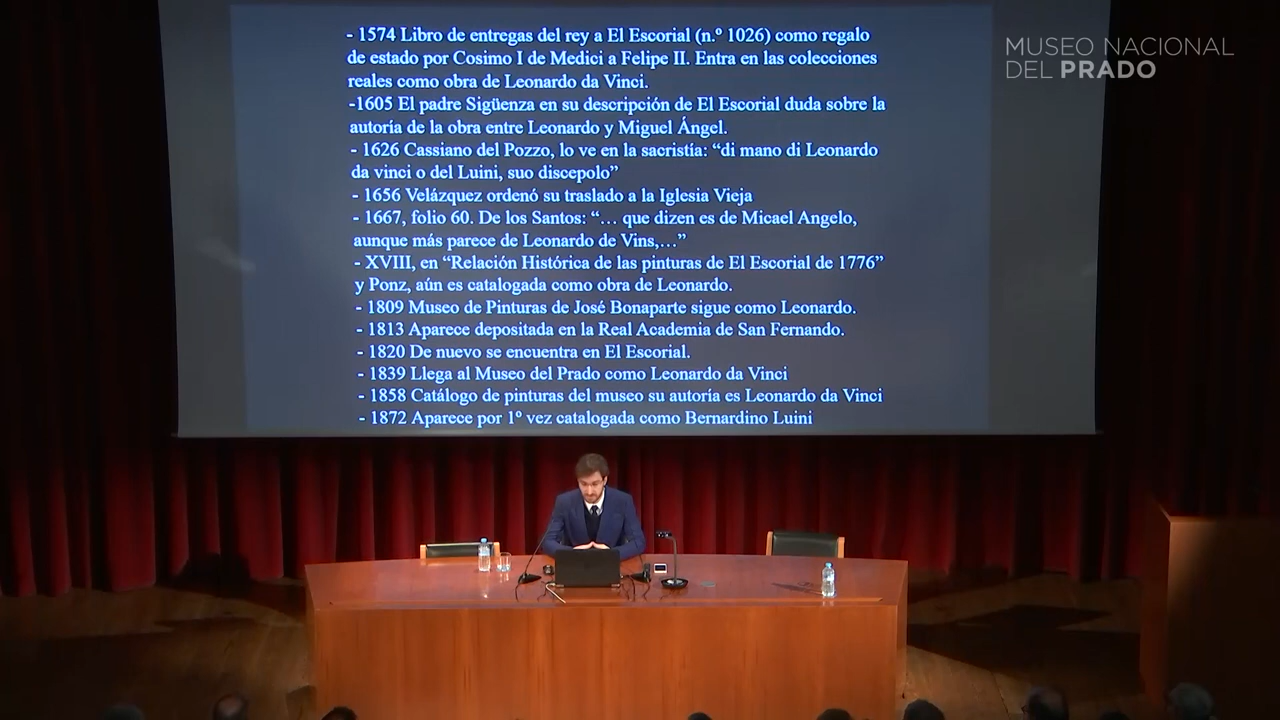 - 1574 Libro de entregas del rey a El Escorial (n.º 1026) como regalo
de estado por Cosimo I de Medici a Felipe II. Entra en las colecciones
reales como obra de Leonardo da Vinci.
-1605 El padre Sigüenza en su descripción de El Escorial duda sobre la
autoría de la obra entre Leonardo y Miguel Ángel.
- 1626 Cassiano del Pozzo, lo ve en la sacristía: “di mano di Leonardo
da vinci o del Luini, suo discepolo”
- 1656 Velázquez ordenó su traslado a la Iglesia Vieja
- 1667, folio 60. De los Santos: “… que dizen es de Micael Angelo,
aunque más parece de Leonardo de Vins,…”
- XVIII, en “Relación Histórica de las pinturas de El Escorial de 1776”
y Ponz, aún es catalogada como obra de Leonardo.
- 1809 Museo de Pinturas de José Bonaparte sigue como Leonardo.
- 1813 Aparece depositada en la Real Academia de San Fernando.
- 1820 De nuevo se encuentra en El Escorial.
- 1839 Llega al Museo del Prado como Leonardo da Vinci
- 1858 Catálogo de pinturas del museo su autoría es Leonardo da Vinci
- 1872 Aparece por 1º vez catalogada como Bernardino Luini
MUSEO NACIONAL
DEL PRADO